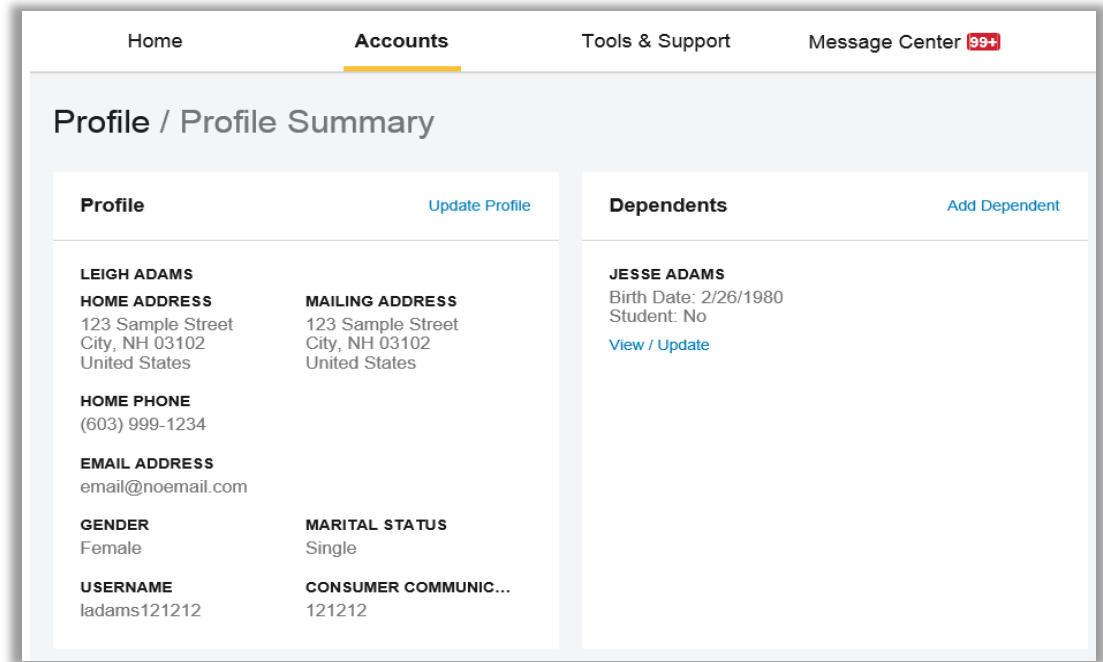 Home Accounts Tools & Support Message Center 99+
Profile / Profile Summary
Profile Update Profile
LEIGH ADAMS
HOME ADDRESS MAILING ADDRESS
123 Sample Street 123 Sample Street
City, NH 03102 City, NH 03102
United States United States
HOME PHONE
(603) 999-1234
EMAIL ADDRESS
email@noemail.com
GENDER MARITAL STATUS
Female Single
USERNAME CONSUMER COMMUNIC...
ladams121212 121212
Dependents Add Dependent
JESSE ADAMS
Birth Date: 2/26/1980
Student: No
View / Update